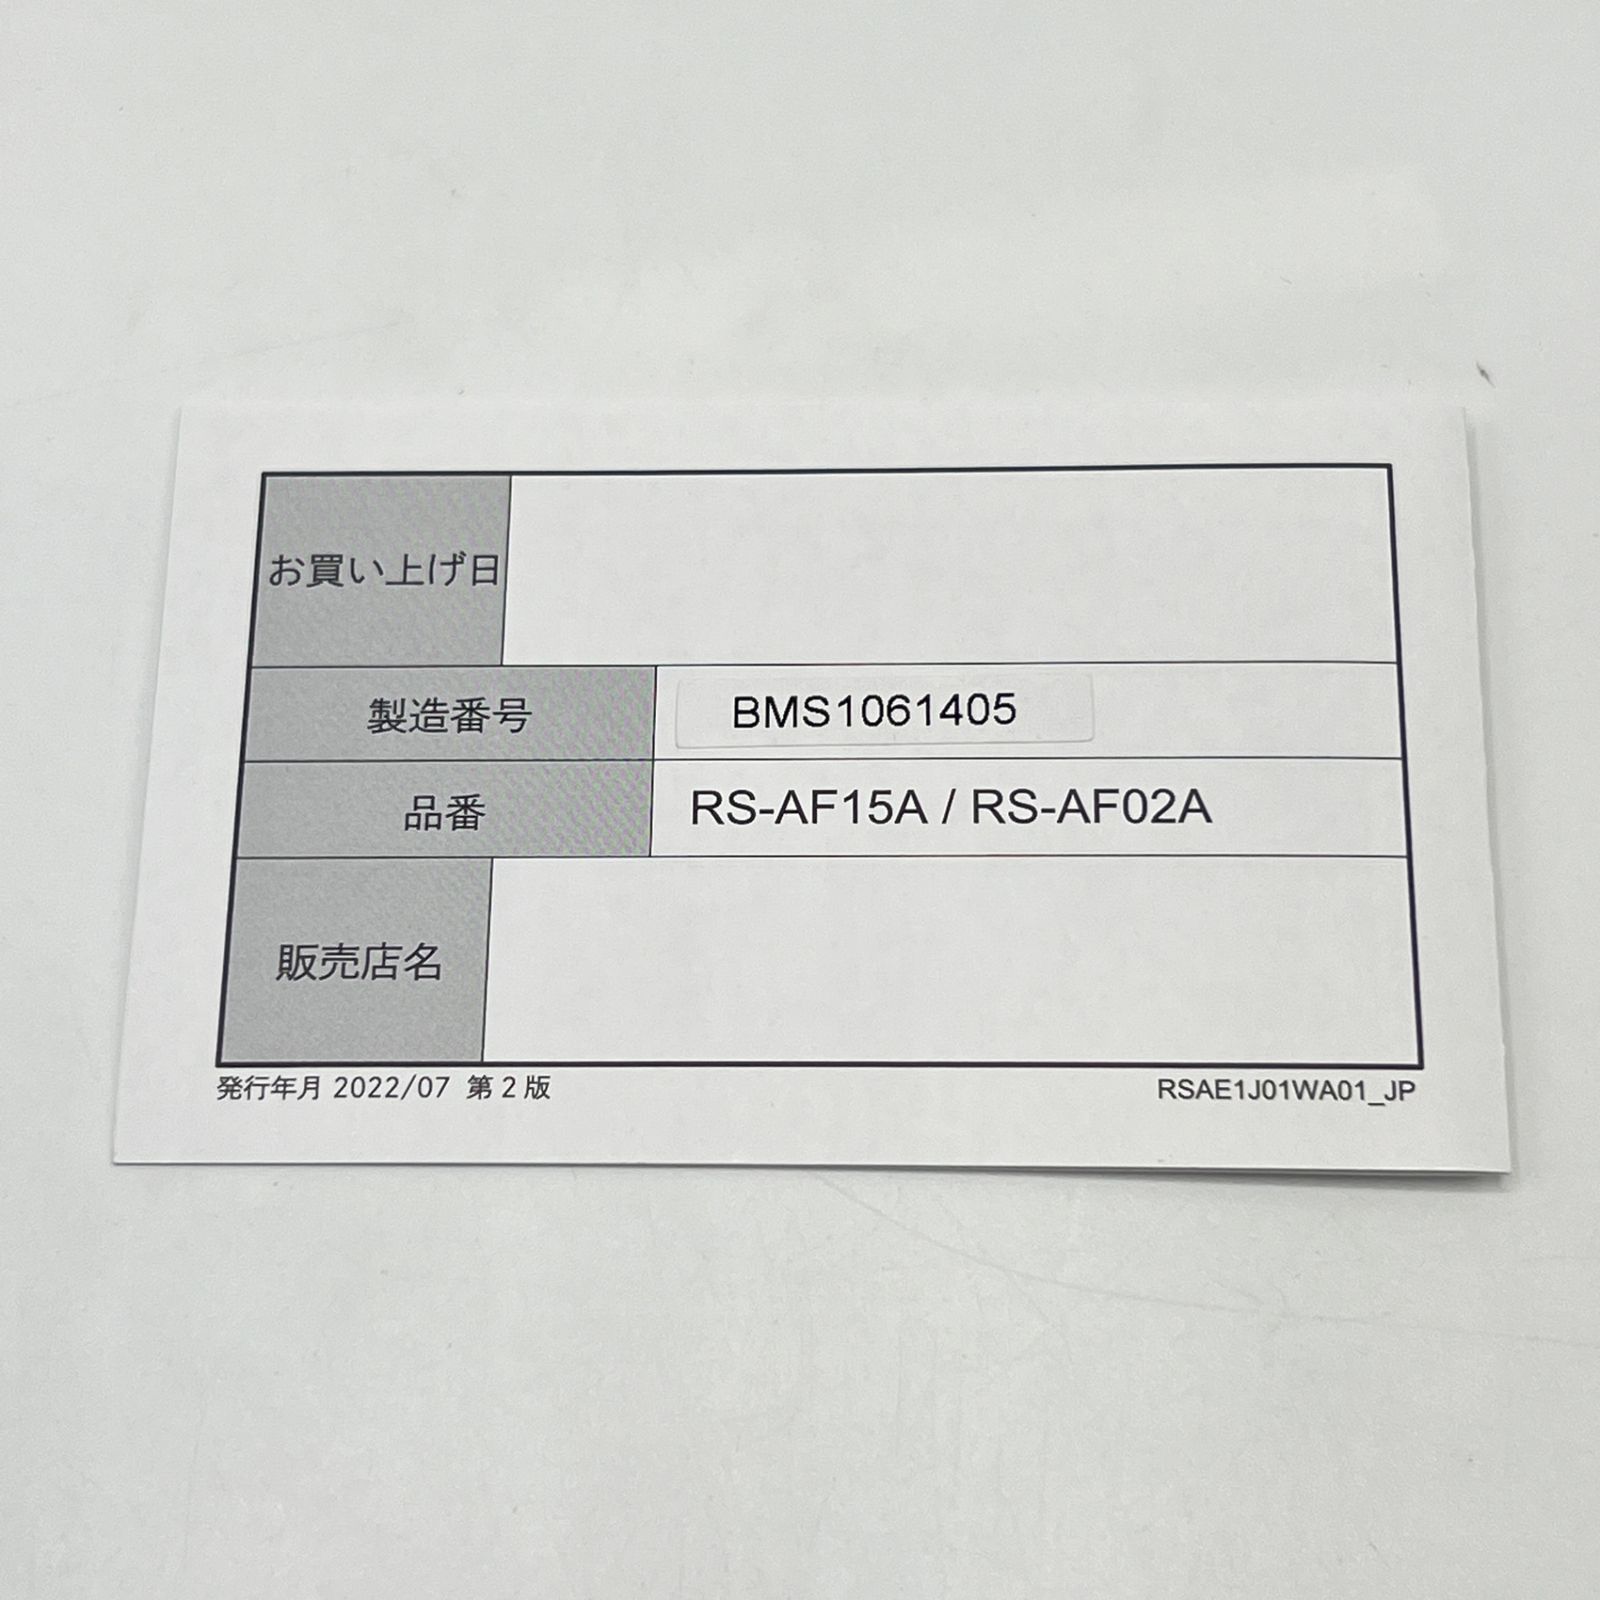 お買い上げ日
製造番号 BMS1061405
品番 RS-AF15A / RS-AF02A
販売店名
発行年月 2022/07 第2版 RSAE1J01WA01_JP